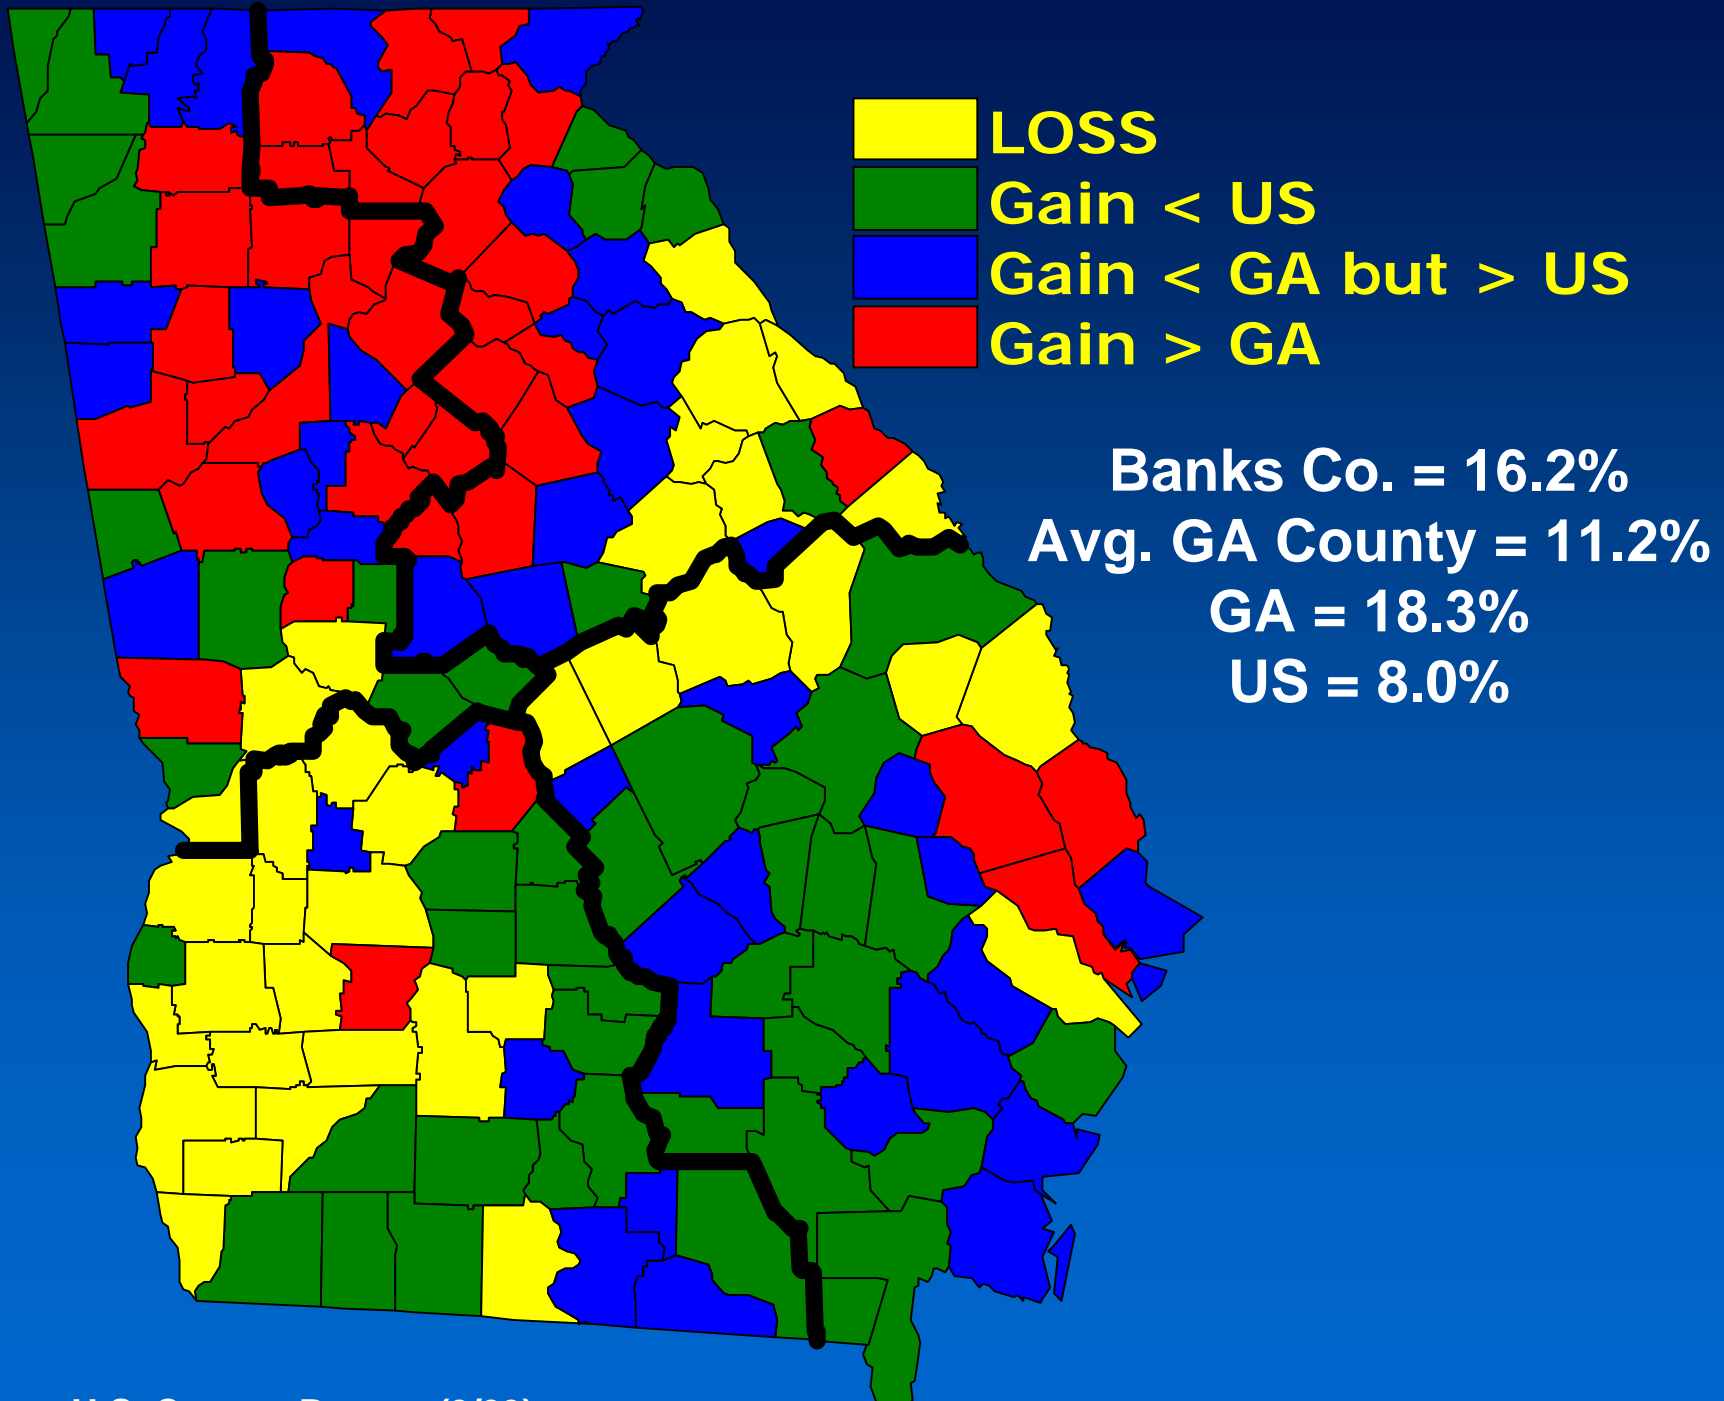 LOSS
Gain < US
Gain < GA but > US
Gain > GA
Banks Co. = 16.2%
Avg. GA County = 11.2%
GA = 18.3%
US = 8.0%